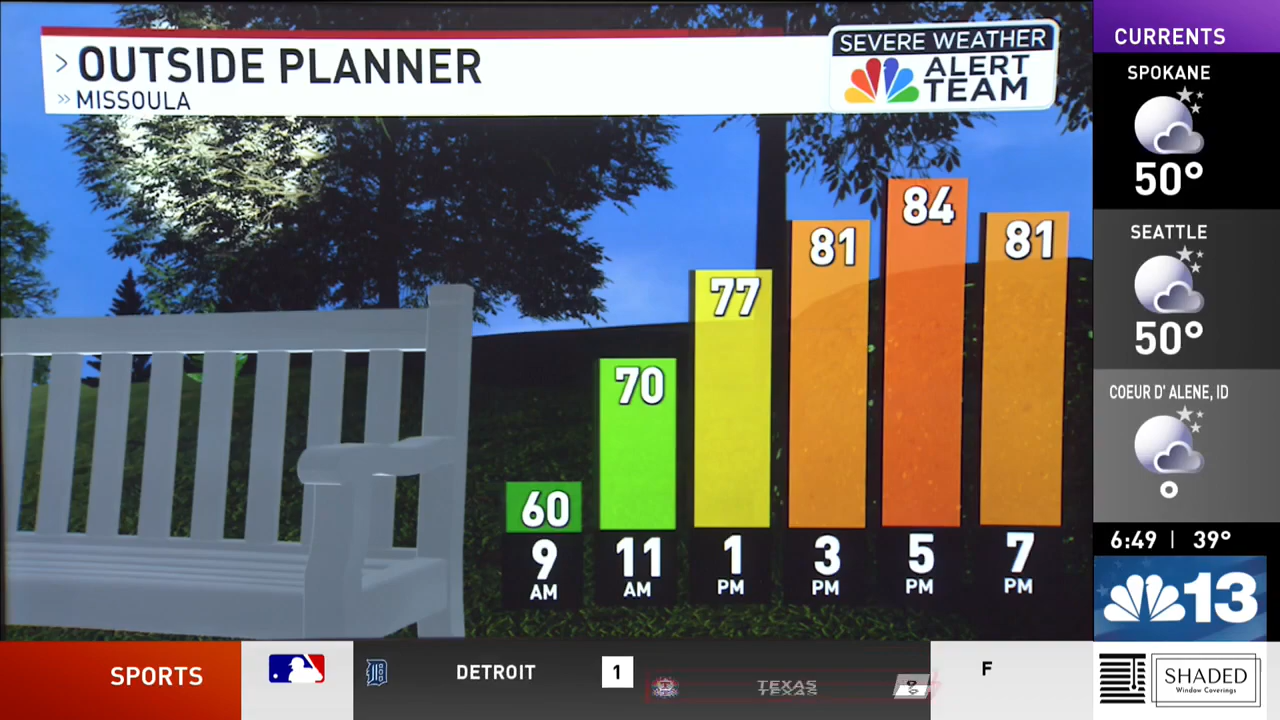 > OUTSIDE PLANNER
» MISSOULA
SEVERE WEATHER
ALERT
TEAM
60
70
77
81
84
81
9 AM
11 AM
1 PM
3 PM
5 PM
7 PM
CURRENTS
SPOKANE
50°
SEATTLE
50°
COEUR D' ALENE, ID
°
6:49 | 39°
13
SPORTS
DETROIT 1
TEXAS
F
SHADED
Window Coverings